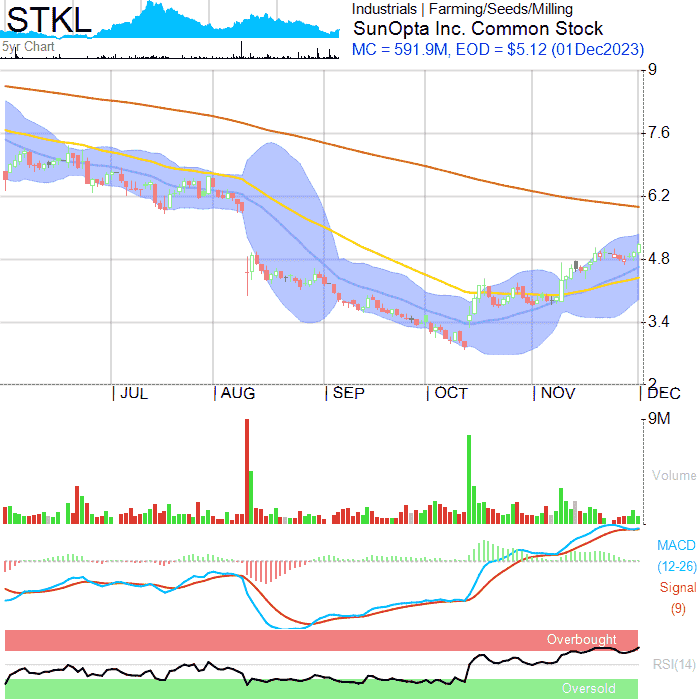 STKL
5yr Chart
Industrials | Farming/Seeds/Milling
SunOpta Inc. Common Stock
MC = 591.9M, EOD = $5.12 (01Dec2023)
9
7.6
6.2
4.8
3.4
2
JUL AUG SEP OCT NOV DEC
9M
Volume
MACD
(12-26)
Signal
(9)
Overbought
RSI(14)
Oversold